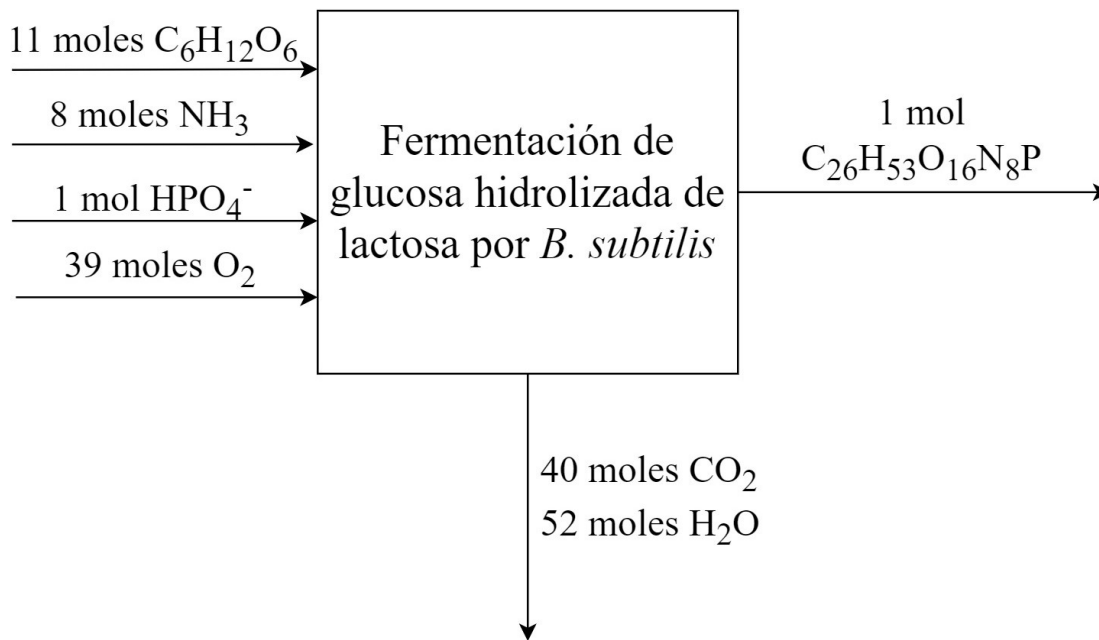 11 moles C₆H₁₂O₆
8 moles NH₃
1 mol HPO₄⁻
39 moles O₂
Fermentación de
glucosa hidrolizada de
lactosa por B. subtilis
1 mol
C₂₆H₅₃O₁₆N₈P
40 moles CO₂
52 moles H₂O